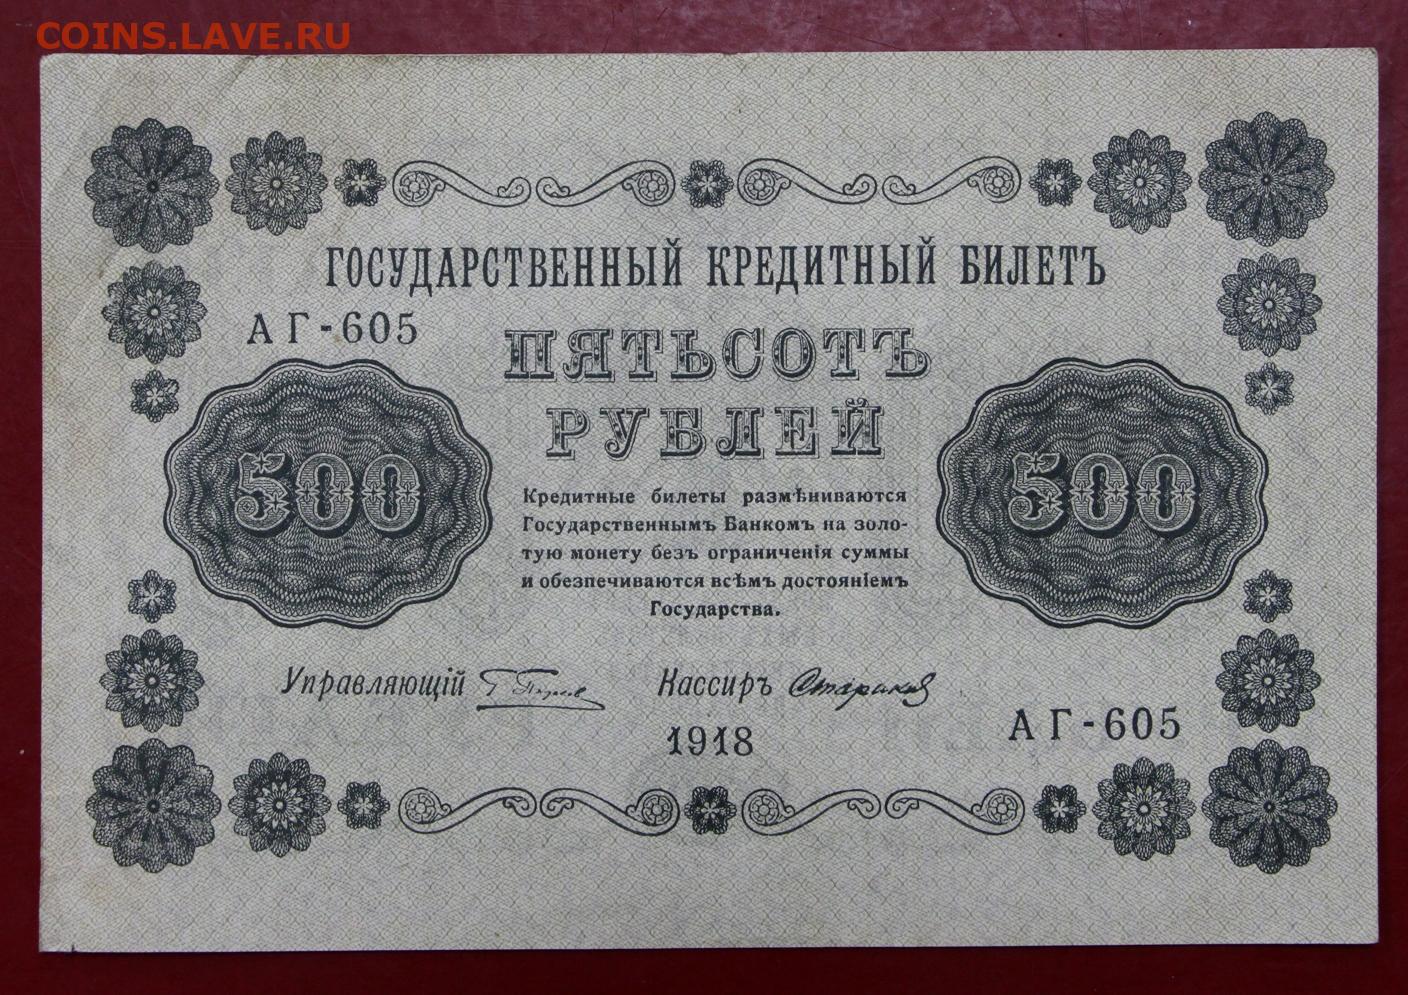 COINS.LAVE.RU
ГОСУДАРСТВЕННЫЙ КРЕДИТНЫЙ БИЛЕТЪ
АГ-605
ПЯТЬСОТЪ
РУБЛЕЙ
500 500
Кредитные билеты размѣниваются
Государственнымъ Банкомъ на золо-
тую монету безъ ограниченія суммы
и обезпечиваются всѣмъ достояніемъ
Государства.
Управляющій Кассиръ
1918
АГ-605